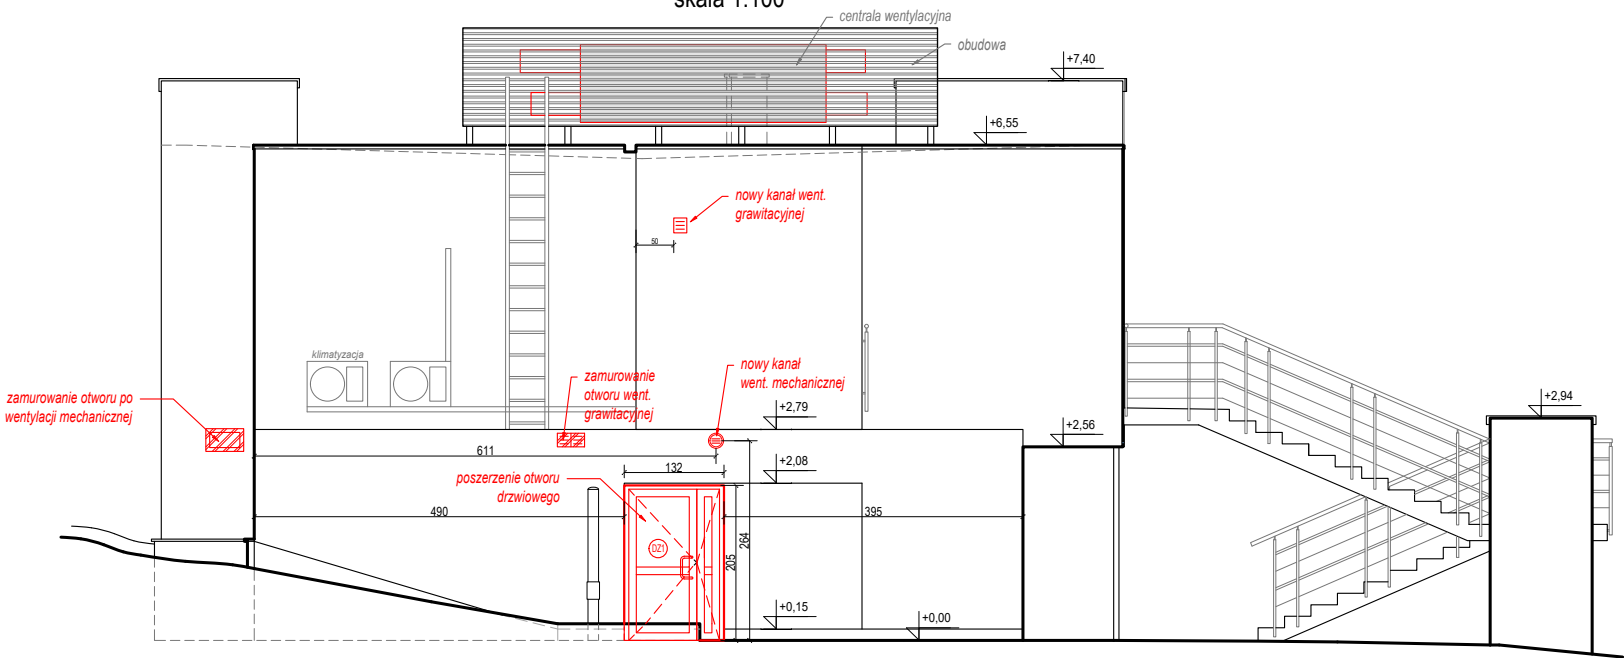 skala 1:100
centrala wentylacyjna
obudowa
+7,40
+6,55
nowy kanał went.
grawitacyjnej
50
klimatyzacja
zamurowanie
otworu went.
grawitacyjnej
nowy kanał
went. mechanicznej
zamurowanie otworu po
wentylacji mechanicznej
+2,79
+2,94
+2,56
611
132
+2,08
poszerzenie otworu
drzwiowego
490
395
264
205
DZ1
+0,15
+0,00